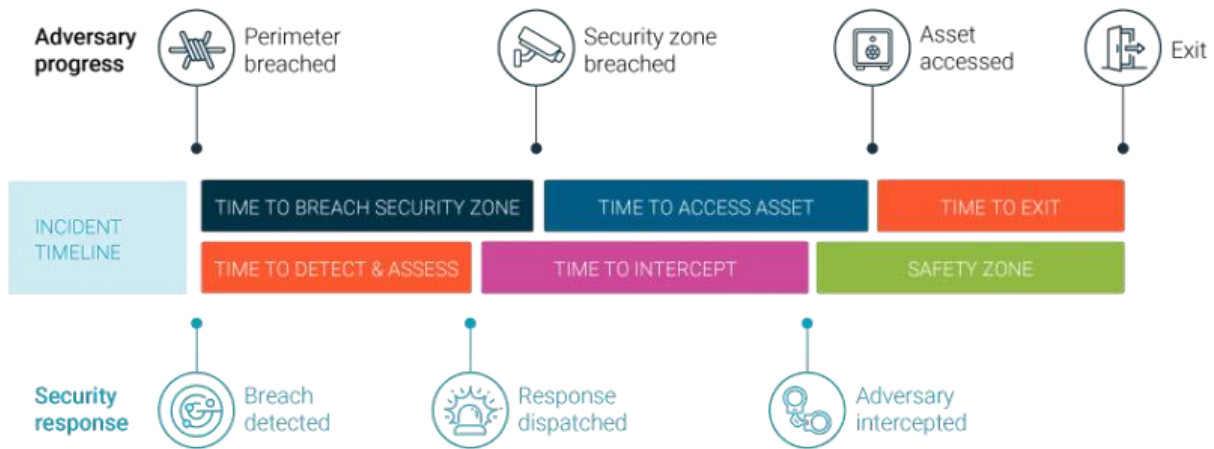 Adversary
progress
Perimeter
breached
Security zone
breached
Asset
accessed
Exit
INCIDENT
TIMELINE
TIME TO BREACH SECURITY ZONE
TIME TO ACCESS ASSET
TIME TO EXIT
TIME TO DETECT & ASSESS
TIME TO INTERCEPT
SAFETY ZONE
Security
response
Breach
detected
Response
dispatched
Adversary
intercepted